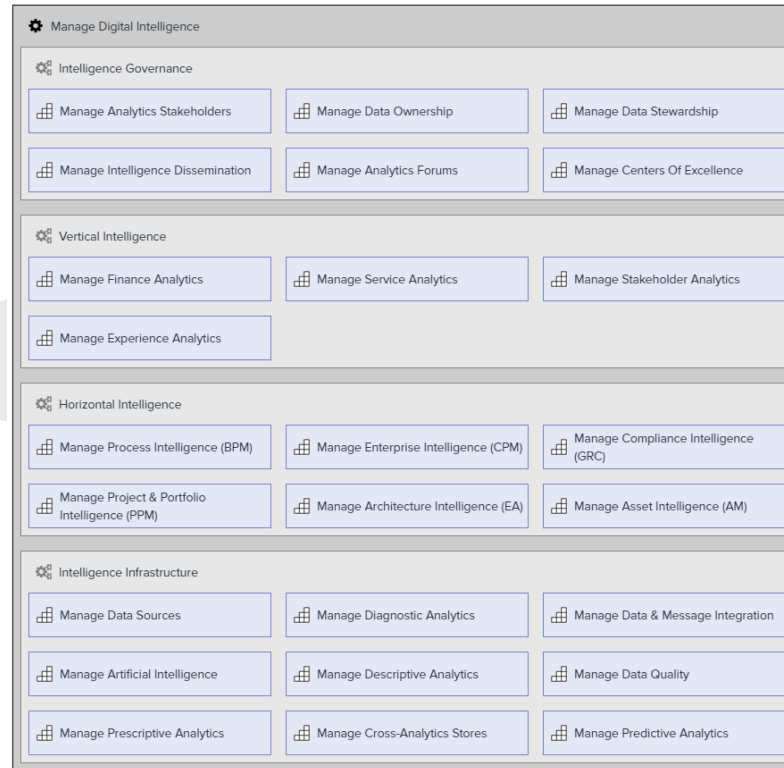 Manage Digital Intelligence
Intelligence Governance
Manage Analytics Stakeholders
Manage Data Ownership
Manage Data Stewardship
Manage Intelligence Dissemination
Manage Analytics Forums
Manage Centers Of Excellence
Vertical Intelligence
Manage Finance Analytics
Manage Service Analytics
Manage Stakeholder Analytics
Manage Experience Analytics
Horizontal Intelligence
Manage Process Intelligence (BPM)
Manage Enterprise Intelligence (CPM)
Manage Compliance Intelligence
(GRC)
Manage Project & Portfolio
Intelligence (PPM)
Manage Architecture Intelligence (EA)
Manage Asset Intelligence (AM)
Intelligence Infrastructure
Manage Data Sources
Manage Diagnostic Analytics
Manage Data & Message Integration
Manage Artificial Intelligence
Manage Descriptive Analytics
Manage Data Quality
Manage Prescriptive Analytics
Manage Cross-Analytics Stores
Manage Predictive Analytics